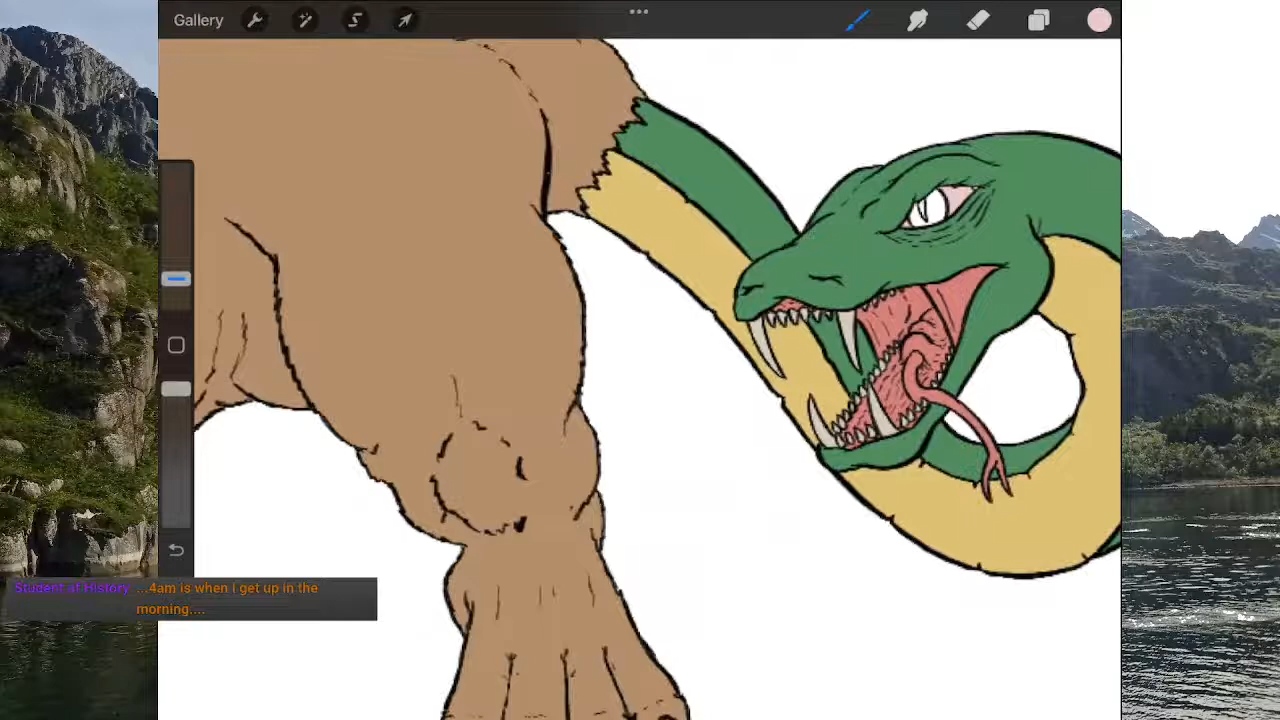 Gallery
Student of History ...4am is when i get up in the
morning....